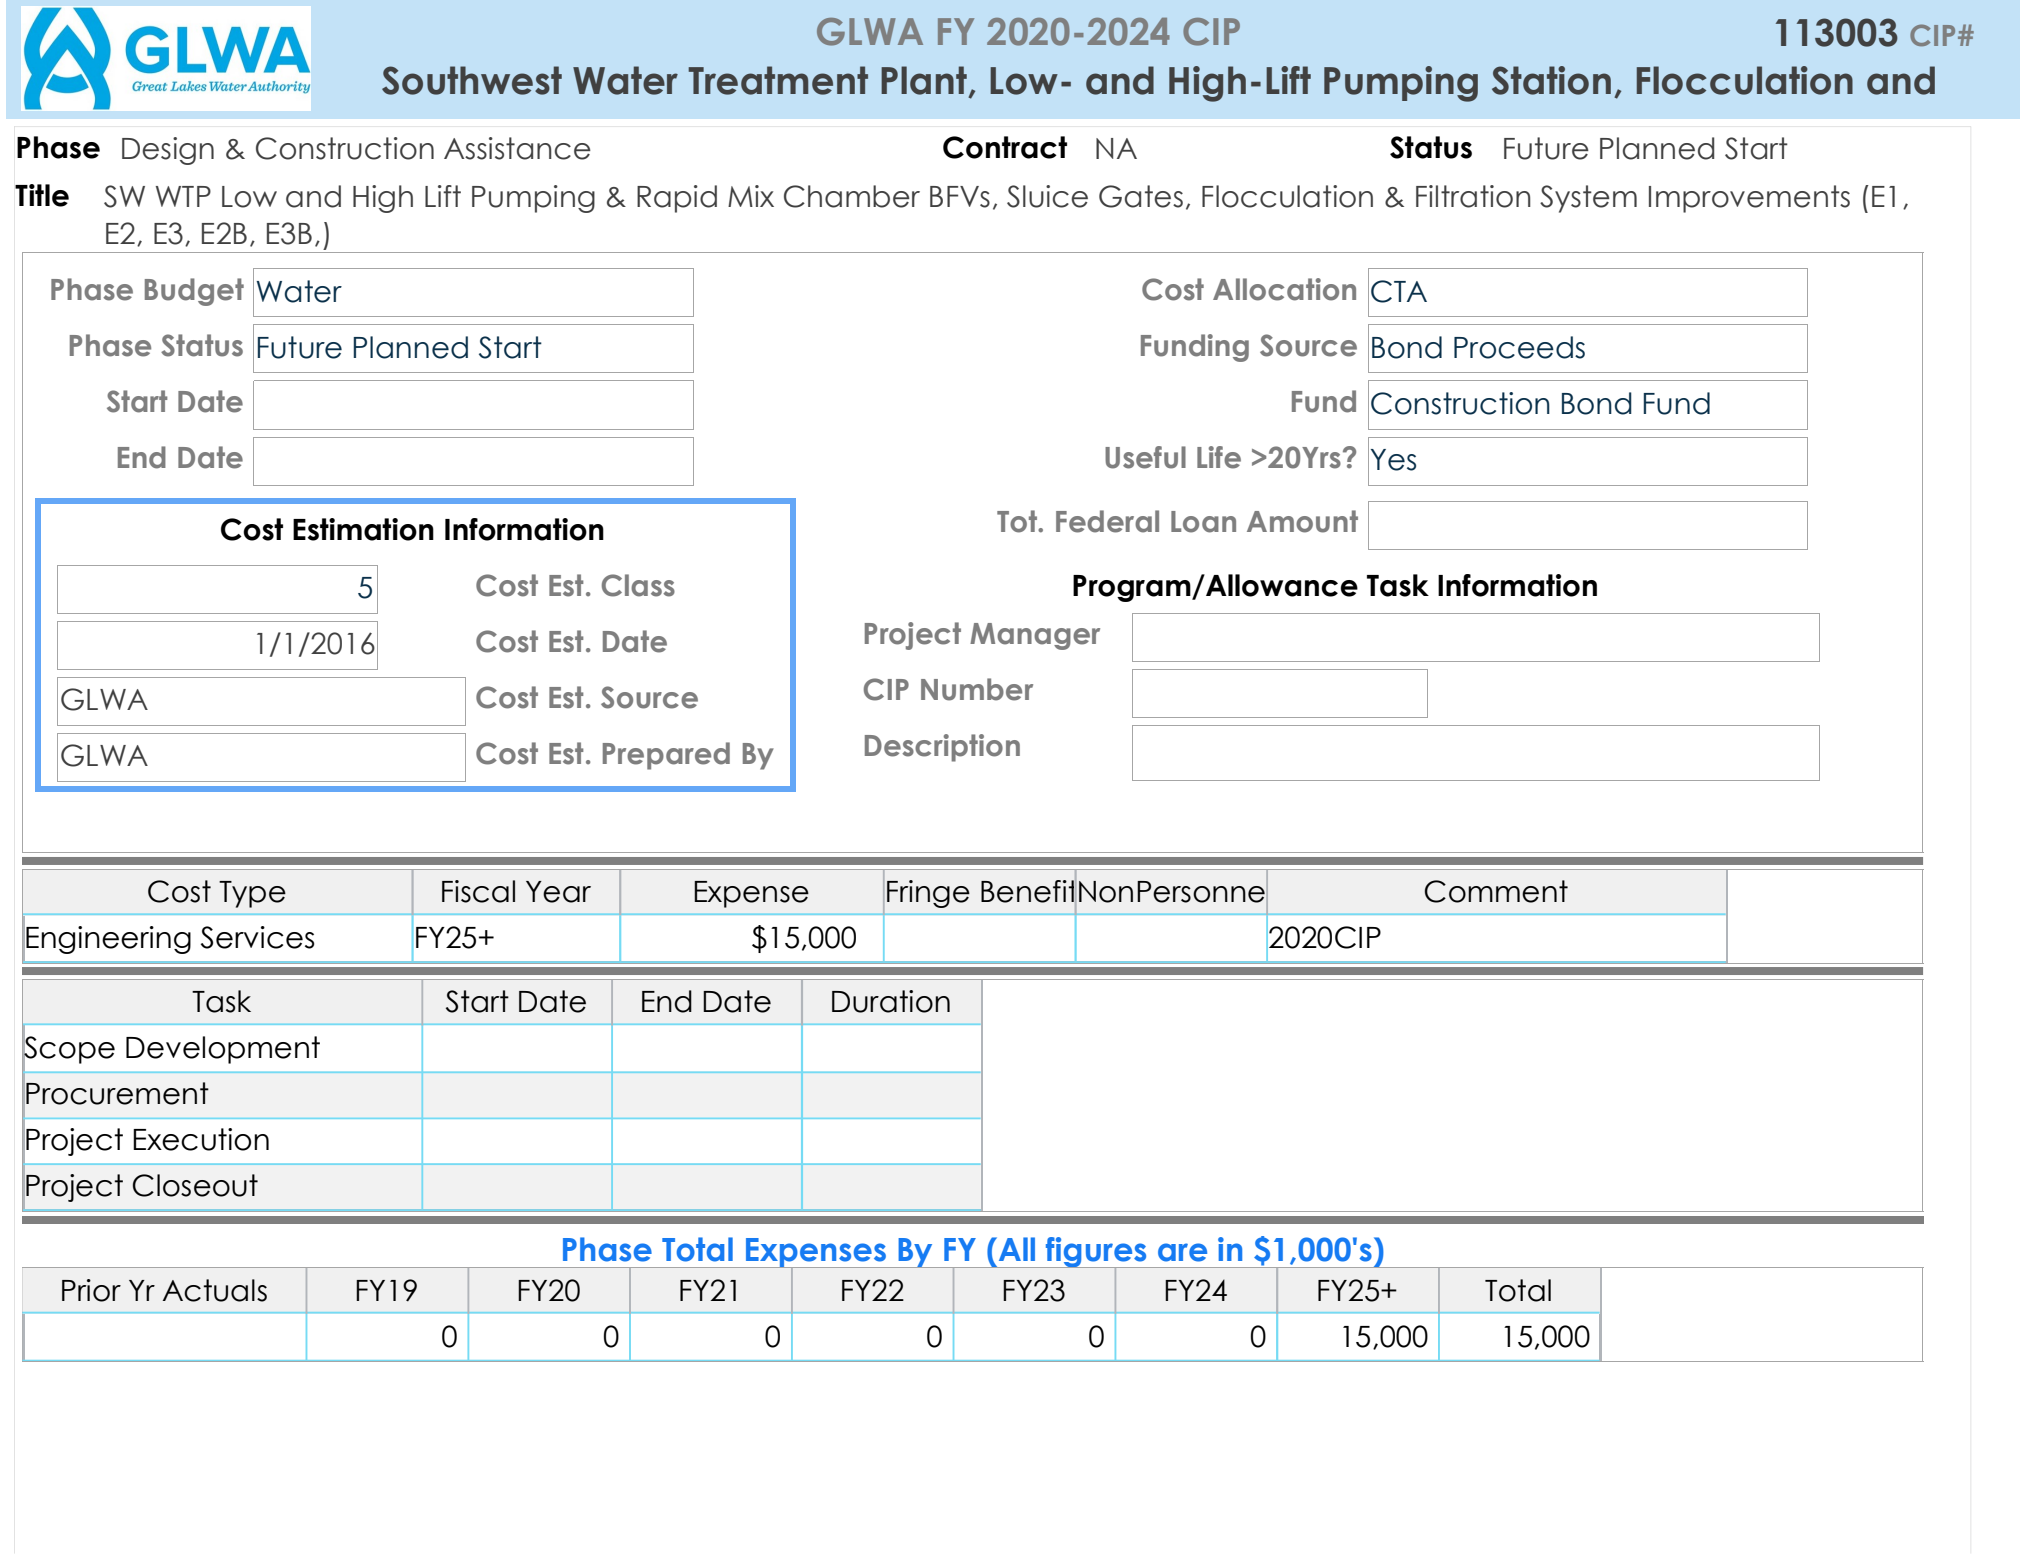 GLWA
Great Lakes Water Authority
GLWA FY 2020-2024 CIP
113003 CIP#
Southwest Water Treatment Plant, Low- and High-Lift Pumping Station, Flocculation and
Phase Design & Construction Assistance Contract NA Status Future Planned Start
Title SW WTP Low and High Lift Pumping & Rapid Mix Chamber BFVs, Sluice Gates, Flocculation & Filtration System Improvements (E1,
E2, E3, E2B, E3B,)
Phase Budget Water Cost Allocation CTA
Phase Status Future Planned Start Funding Source Bond Proceeds
Start Date Fund Construction Bond Fund
End Date Useful Life >20Yrs? Yes
Tot. Federal Loan Amount
Cost Estimation Information
5 Cost Est. Class
1/1/2016 Cost Est. Date
GLWA Cost Est. Source
GLWA Cost Est. Prepared By
Program/Allowance Task Information
Project Manager
CIP Number
Description
Cost Type Fiscal Year Expense Fringe Benefit NonPersonne Comment
Engineering Services FY25+ $15,000 2020CIP
Task Start Date End Date Duration
Scope Development
Procurement
Project Execution
Project Closeout
Phase Total Expenses By FY (All figures are in $1,000's)
Prior Yr Actuals FY19 FY20 FY21 FY22 FY23 FY24 FY25+ Total
0 0 0 0 0 0 15,000 15,000